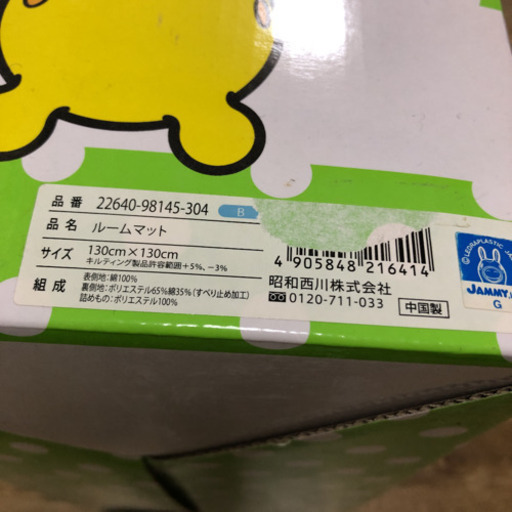 品番 22640-98145-304 B
品名 ルームマット
サイズ 130cm×130cm
キルティング製品許容範囲+5%、-3%
組成 表側地:綿100%
裏側地:ポリエステル65%綿35%(すべり止め加工)
詰めもの:ポリエステル100%
4 905848 216414
昭和西川株式会社
0120-711-033
中国製
©LEDRAPLASTIC JA
JAMMY
G